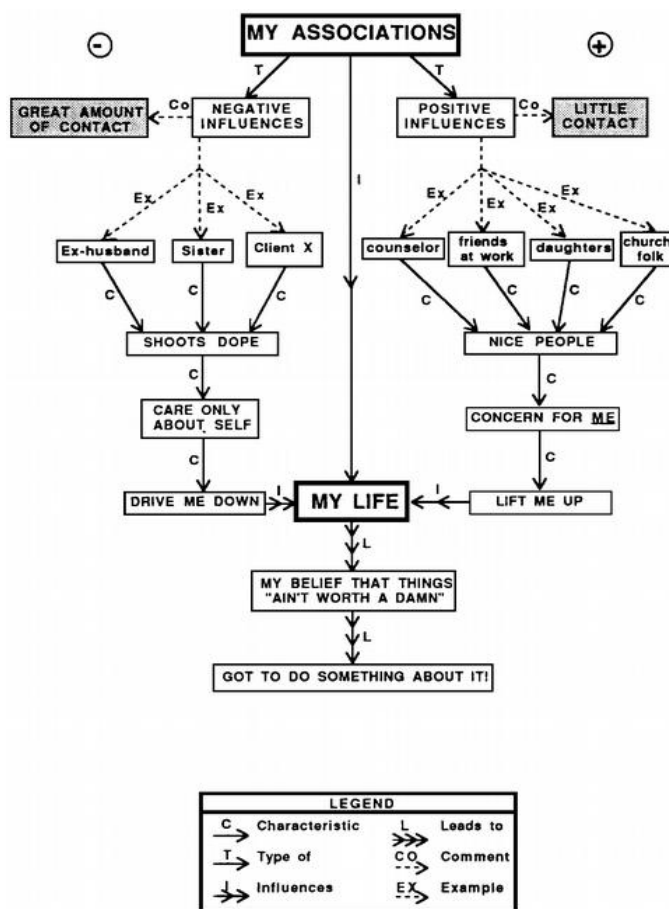 MY ASSOCIATIONS
-
+
T
T
GREAT AMOUNT
OF CONTACT
Co
NEGATIVE
INFLUENCES
POSITIVE
INFLUENCES
Co
LITTLE
CONTACT
I
Ex
Ex
Ex
Ex
Ex
Ex
Ex
Ex-husband
Sister
Client X
counselor
friends
at work
daughters
church
folk
C
C
C
C
C
C
C
SHOOTS DOPE
NICE PEOPLE
C
C
CARE ONLY
ABOUT SELF
CONCERN FOR ME
C
C
DRIVE ME DOWN
I
MY LIFE
I
LIFT ME UP
L
MY BELIEF THAT THINGS
"AIN'T WORTH A DAMN"
L
GOT TO DO SOMETHING ABOUT IT!
LEGEND
C Characteristic
L Leads to
T Type of
CO Comment
I Influences
EX Example